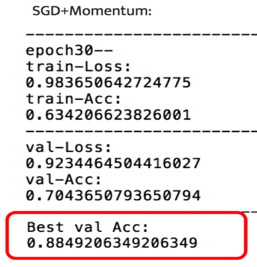 SGD+Momentum:
--------------------------
epoch30--
train-Loss:
0.983650642724775
train-Acc:
0.634206623826001
--------------------------
val-Loss:
0.9234464504416027
val-Acc:
0.7043650793650794
--------------------------
Best val Acc:
0.8849206349206349